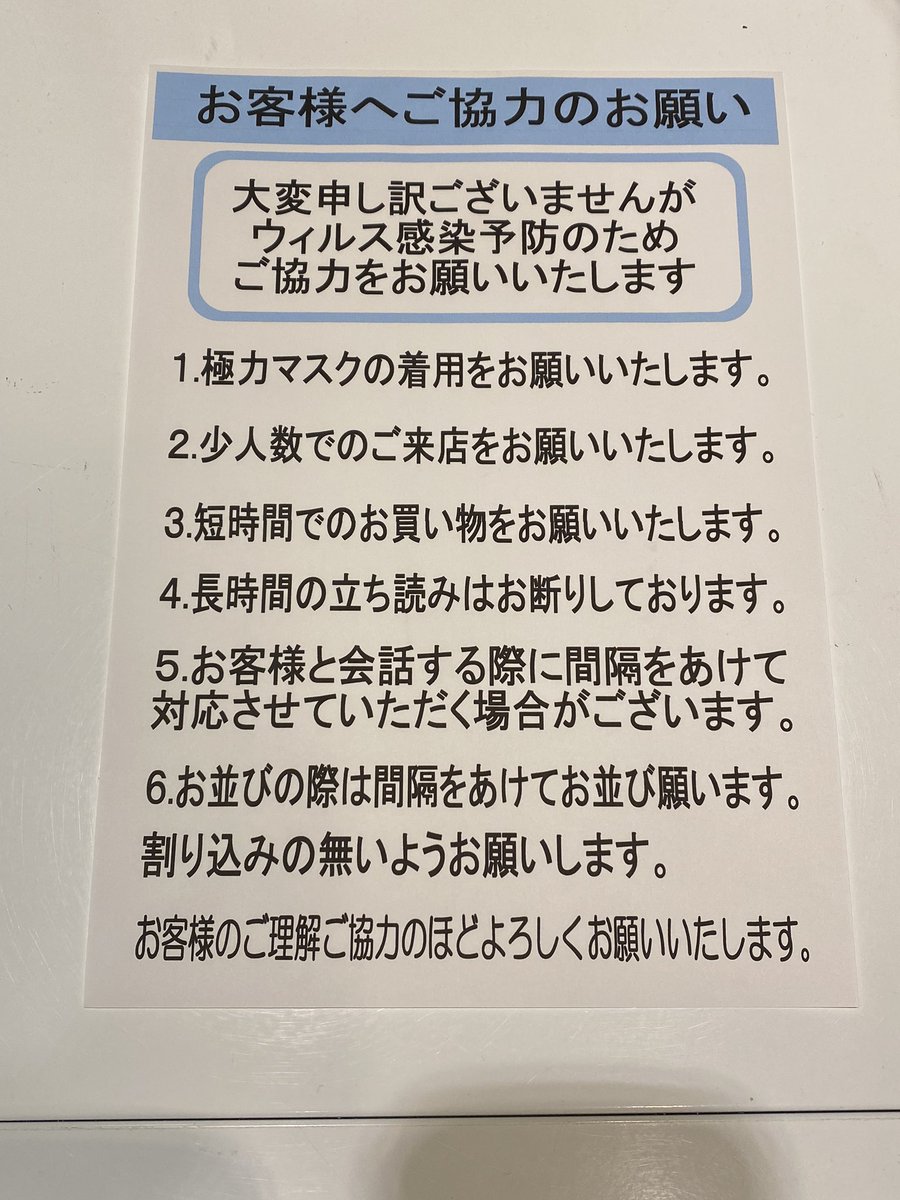 お客様へご協力のお願い
大変申し訳ございませんが
ウィルス感染予防のため
ご協力をお願いいたします
1.極力マスクの着用をお願いいたします。
2.少人数でのご来店をお願いいたします。
3.短時間でのお買い物をお願いいたします。
4.長時間の立ち読みはお断りしております。
5.お客様と会話する際に間隔をあけて
対応させていただく場合がございます。
6.お並びの際は間隔をあけてお並び願います。
割り込みの無いようお願いします。
お客様のご理解ご協力のほどよろしくお願いいたします。